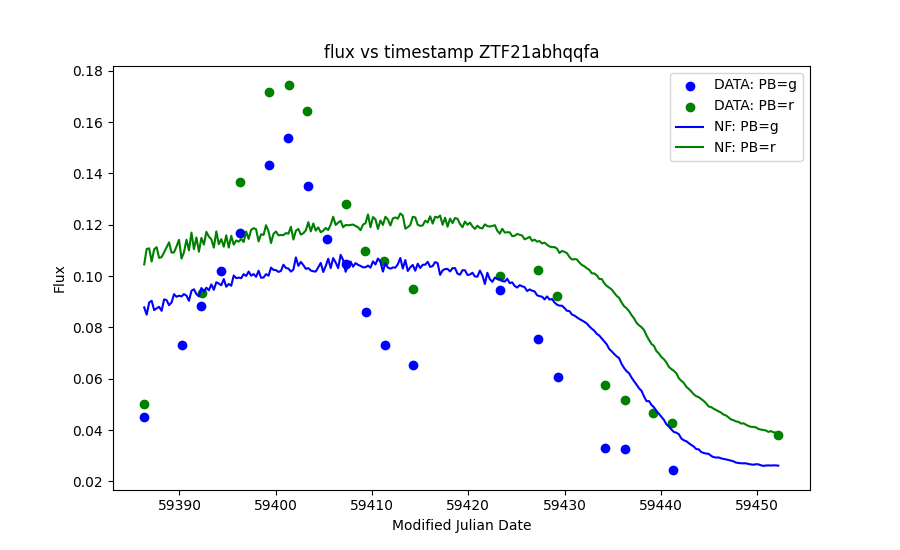 flux vs timestamp ZTF21abhqqfa
DATA: PB=g
DATA: PB=r
NF: PB=g
NF: PB=r
Flux
0.18
0.16
0.14
0.12
0.10
0.08
0.06
0.04
0.02
59390 59400 59410 59420 59430 59440 59450
Modified Julian Date